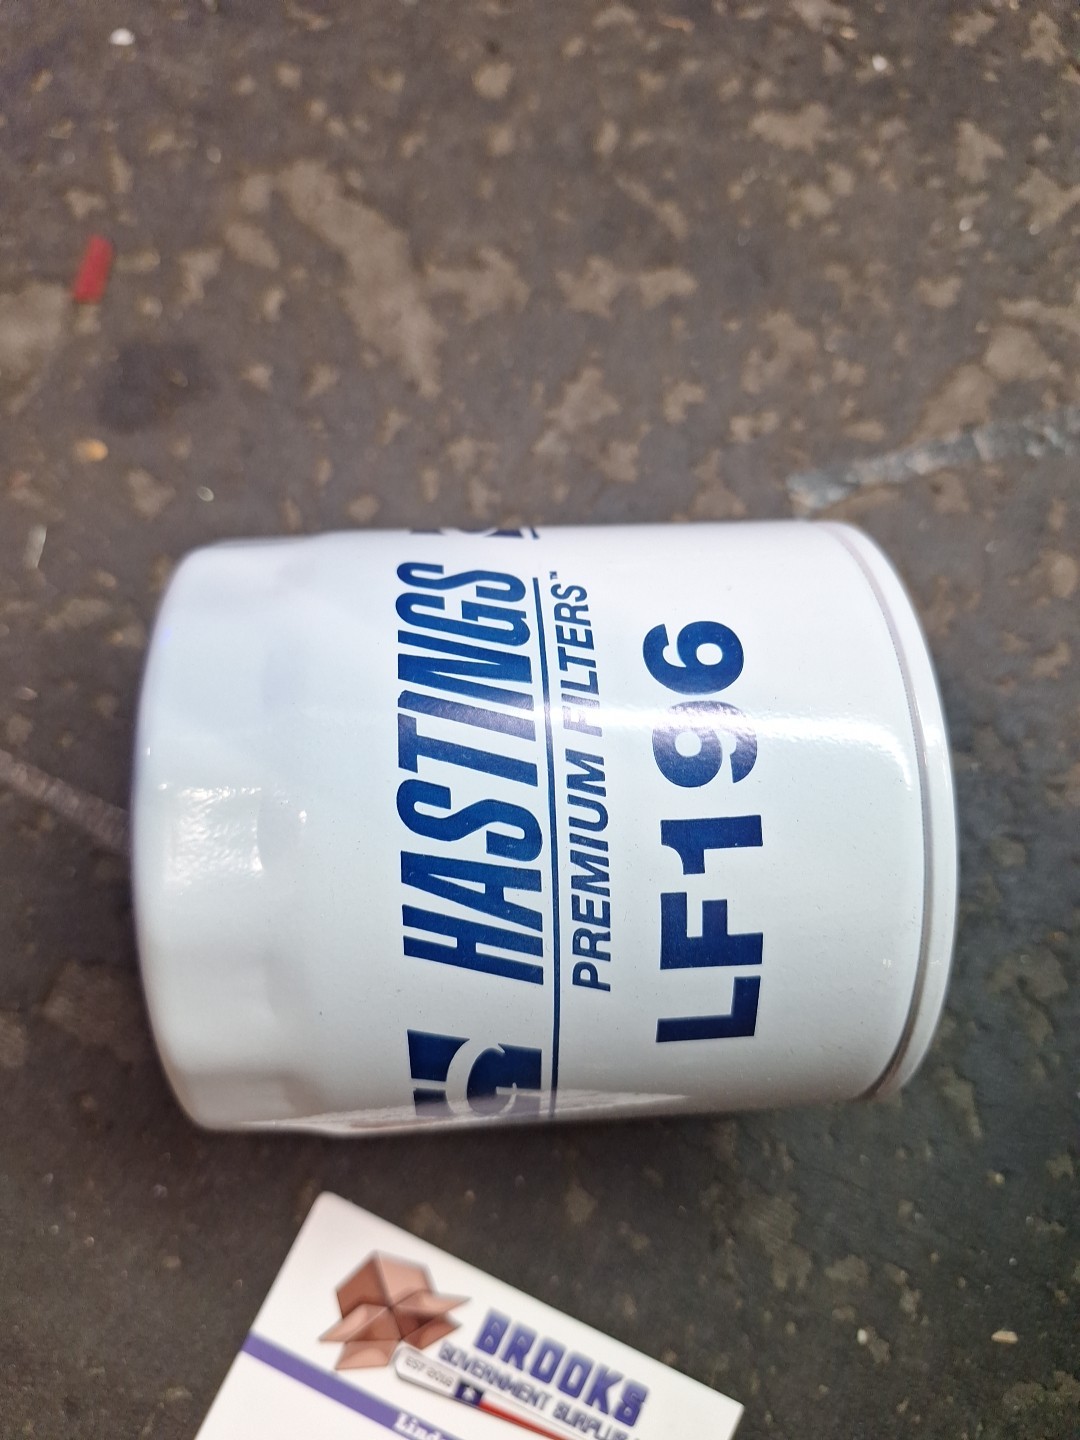 HASTINGS
PREMIUM FILTERS™
LF196
BROOKS
GOVERNMENT SURPLUS